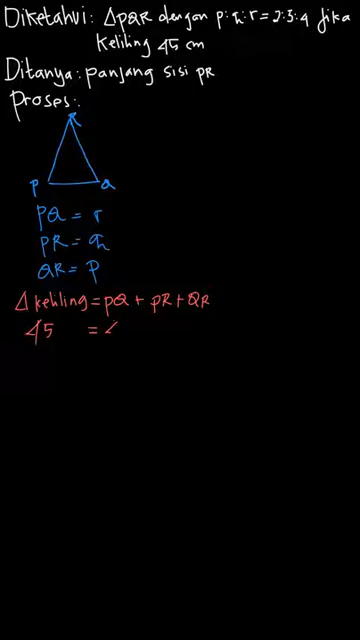 Diketahui: △PQR dengan p:q:r = 2:3:4 jika
keliling 45 cm
Ditanya: panjang sisi PR
Proses:
R
P Q
PQ = r
PR = q
QR = P
△ keliling = PQ + PR + QR
45 =